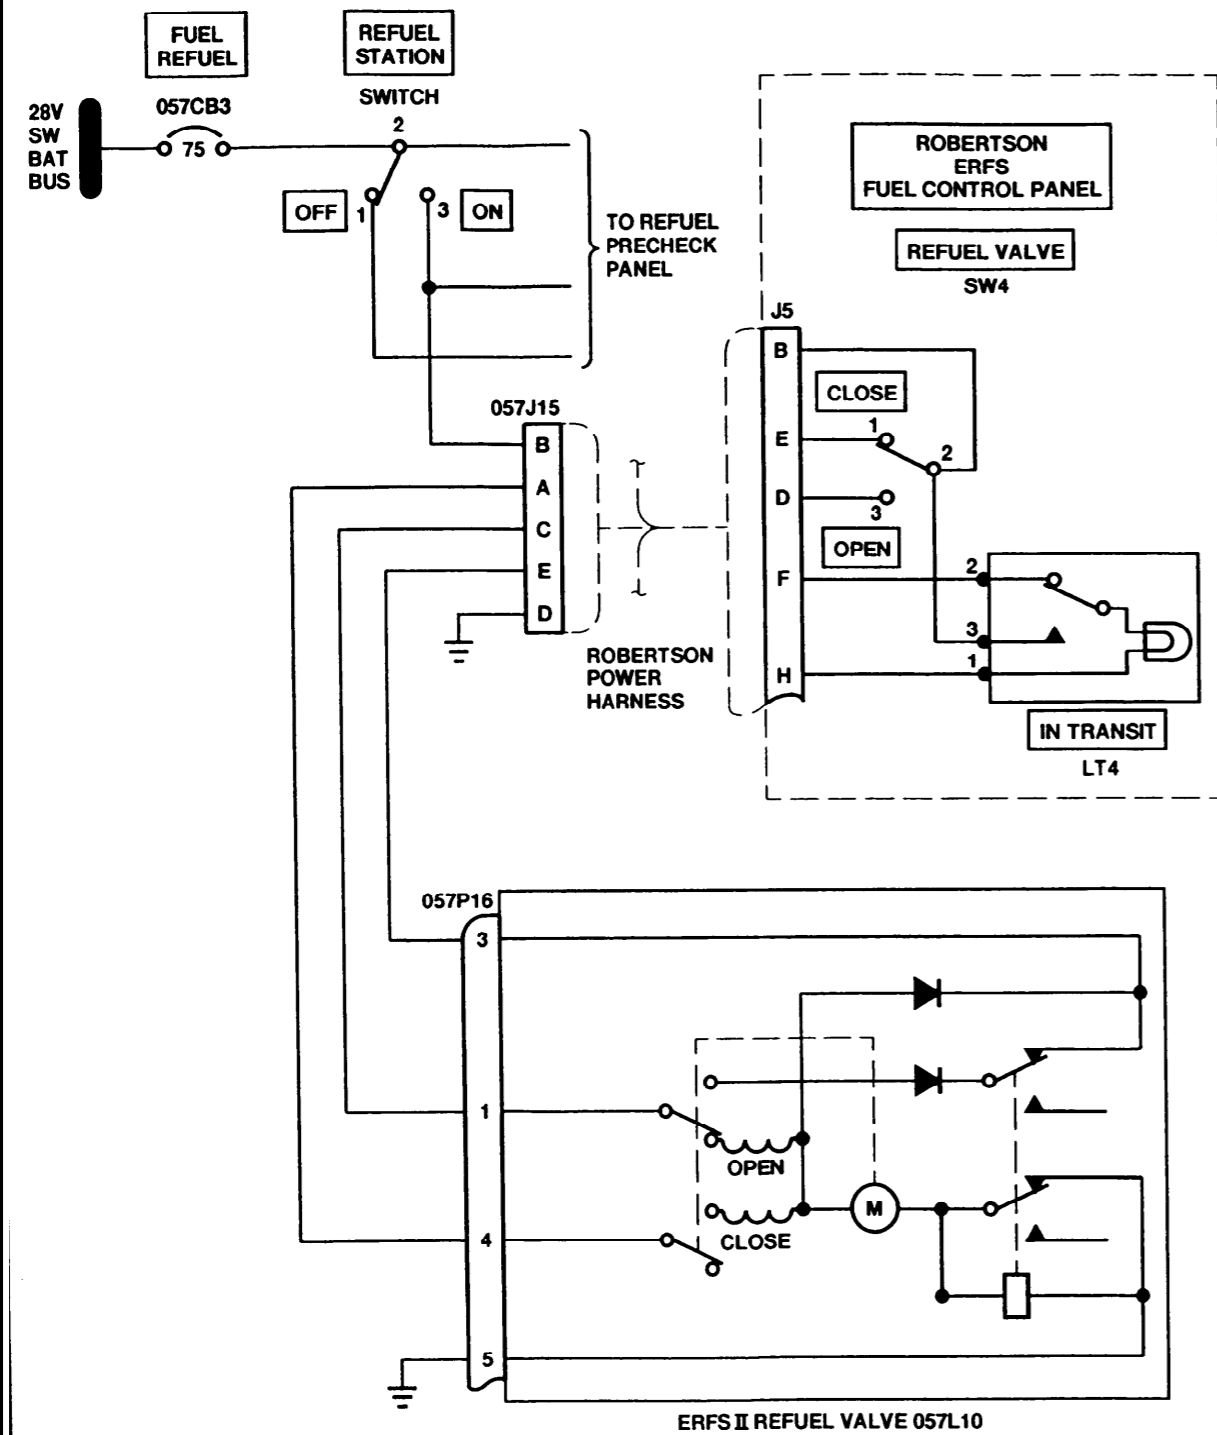 FUEL
REFUEL
REFUEL
STATION
SWITCH
057CB3
28V
SW
BAT
BUS
75
2
OFF
1
3
ON
TO REFUEL
PRECHECK
PANEL
ROBERTSON
ERFS
FUEL CONTROL PANEL
REFUEL VALVE
SW4
J5
B
CLOSE
E
1
2
D
3
OPEN
F
2
3
H
1
IN TRANSIT
LT4
057J15
B
A
C
E
D
ROBERTSON
POWER
HARNESS
057P16
3
1
OPEN
M
4
CLOSE
5
ERFS II REFUEL VALVE 057L10